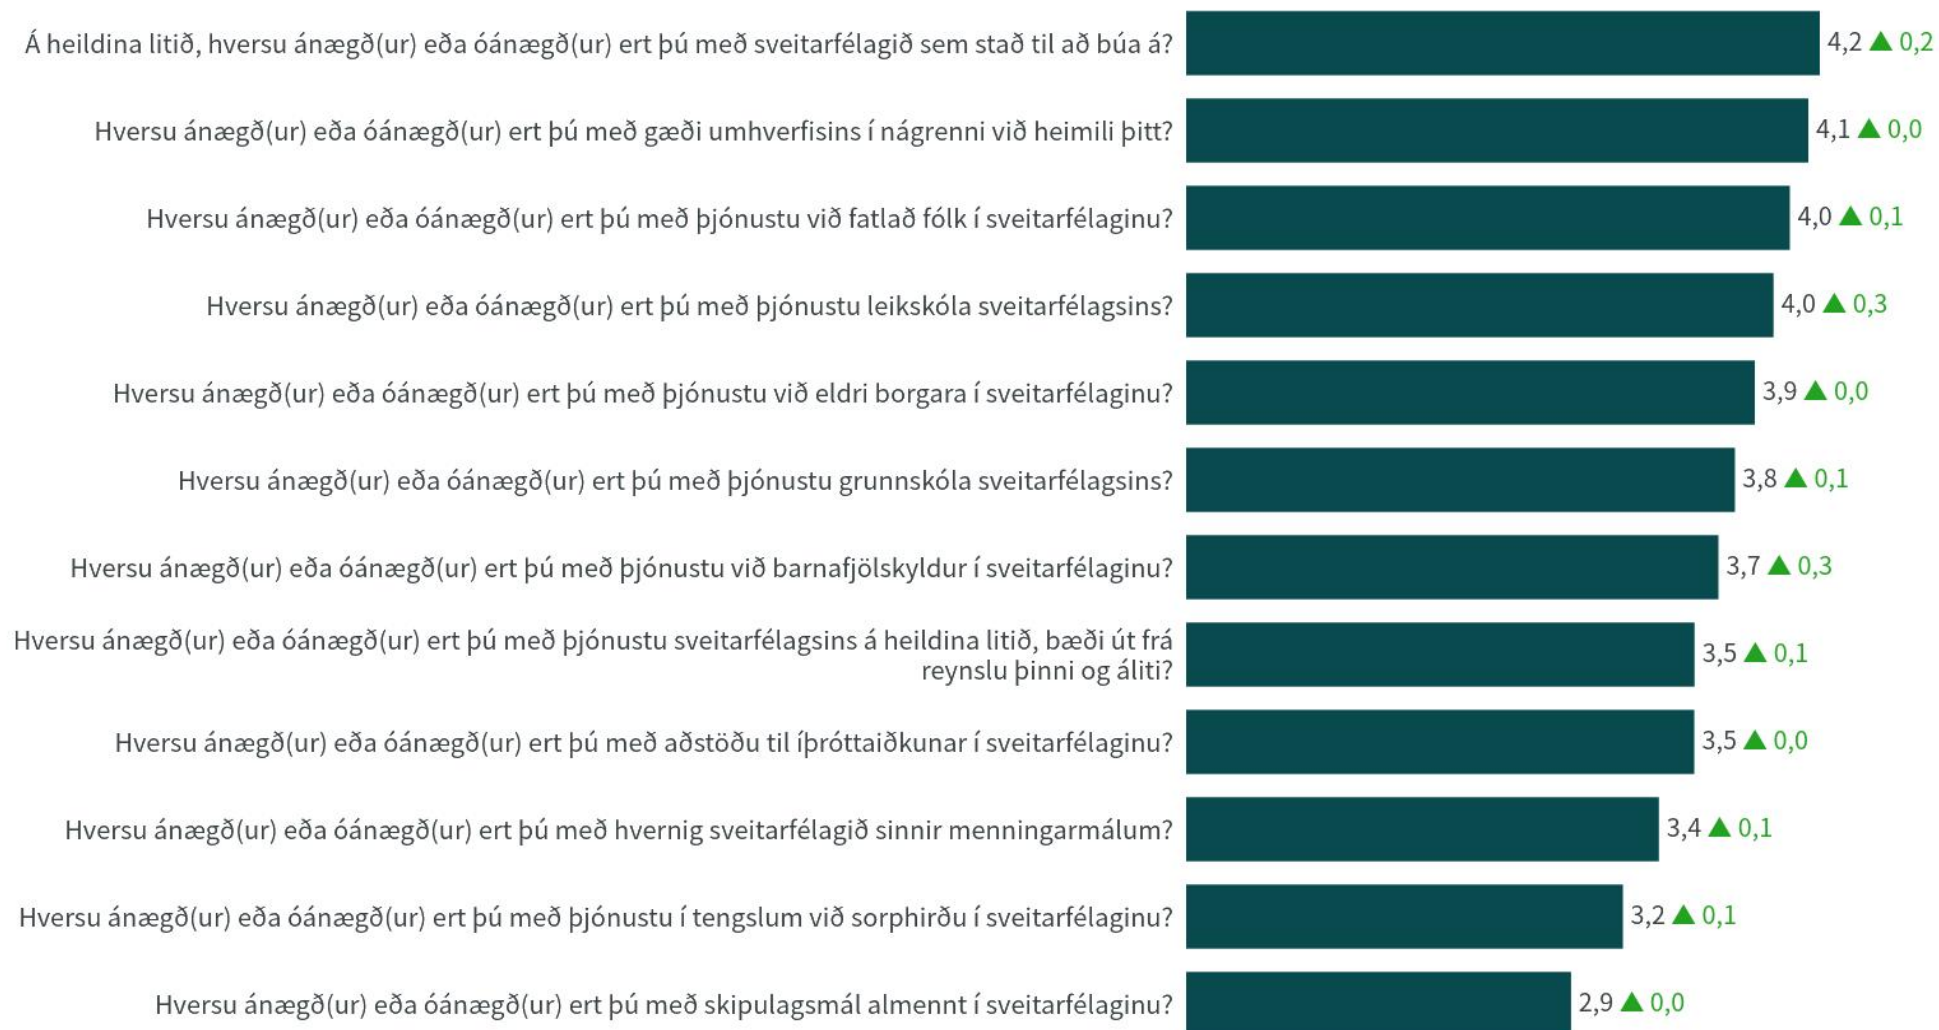 Á heildina litið, hversu ánægð(ur) eða óánægð(ur) ert þú með sveitarfélagið sem stað til að búa á? 4,2 ▲ 0,2
Hversu ánægð(ur) eða óánægð(ur) ert þú með gæði umhverfisins í nágrenni við heimili þitt? 4,1 ▲ 0,0
Hversu ánægð(ur) eða óánægð(ur) ert þú með þjónustu við fatlað fólk í sveitarfélaginu? 4,0 ▲ 0,1
Hversu ánægð(ur) eða óánægð(ur) ert þú með þjónustu leikskóla sveitarfélagsins? 4,0 ▲ 0,3
Hversu ánægð(ur) eða óánægð(ur) ert þú með þjónustu við eldri borgara í sveitarfélaginu? 3,9 ▲ 0,0
Hversu ánægð(ur) eða óánægð(ur) ert þú með þjónustu grunnskóla sveitarfélagsins? 3,8 ▲ 0,1
Hversu ánægð(ur) eða óánægð(ur) ert þú með þjónustu við barnafjölskyldur í sveitarfélaginu? 3,7 ▲ 0,3
Hversu ánægð(ur) eða óánægð(ur) ert þú með þjónustu sveitarfélagsins á heildina litið, bæði út frá
reynslu þinni og áliti? 3,5 ▲ 0,1
Hversu ánægð(ur) eða óánægð(ur) ert þú með aðstöðu til íþróttaiðkunar í sveitarfélaginu? 3,5 ▲ 0,0
Hversu ánægð(ur) eða óánægð(ur) ert þú með hvernig sveitarfélagið sinnir menningarmálum? 3,4 ▲ 0,1
Hversu ánægð(ur) eða óánægð(ur) ert þú með þjónustu í tengslum við sorphirðu í sveitarfélaginu? 3,2 ▲ 0,1
Hversu ánægð(ur) eða óánægð(ur) ert þú með skipulagsmál almennt í sveitarfélaginu? 2,9 ▲ 0,0